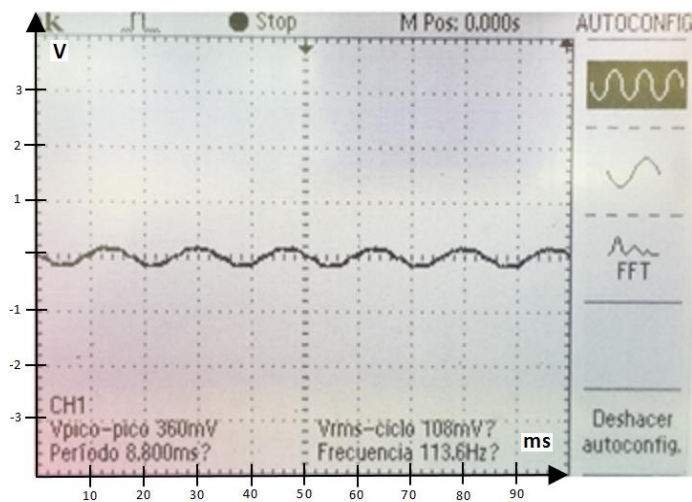 k Stop M Pos: 0.000s AUTOCONFIG
V
3
2
1
-1
-2
-3
FFT
CH1
Vpico-pico 360mV Vrms-ciclo 108mV?
Período 8.800ms? Frecuencia 113.6Hz?
Deshacer
autoconfig.
ms
10 20 30 40 50 60 70 80 90